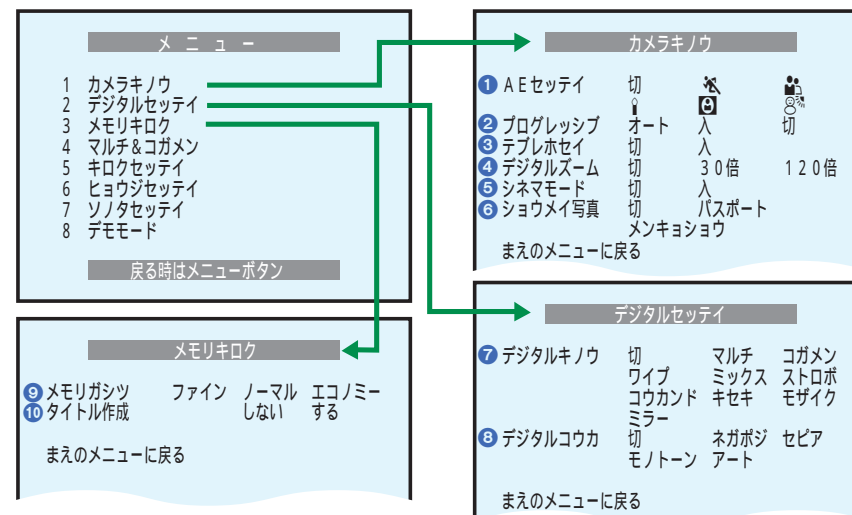 メニュー
1 カメラキノウ
2 デジタルセッテイ
3 メモリキロク
4 マルチ&コガメン
5 キロクセッテイ
6 ヒョウジセッテイ
7 ソノタセッテイ
8 デモモード
戻る時はメニューボタン
カメラキノウ
1 AEセッテイ 切
2 プログレッシブ オート 入 切
3 テブレホセイ 切 入
4 デジタルズーム 切 30倍 120倍
5 シネマモード 切 入
6 ショウメイ写真 切 パスポート
メンキョショウ
まえのメニューに戻る
メモリキロク
9 メモリガシツ ファイン ノーマル エコノミー
10 タイトル作成 しない する
まえのメニューに戻る
デジタルセッテイ
7 デジタルキノウ 切 マルチ コガメン
ワイプ ミックス ストロボ
コウカンド キセキ モザイク
ミラー
8 デジタルコウカ 切 ネガポジ セピア
モノトーン アート
まえのメニューに戻る